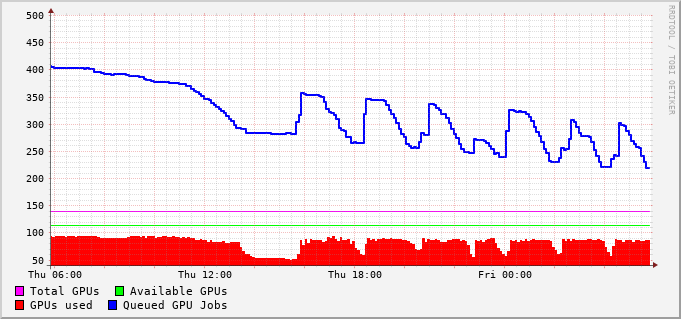 500
450
400
350
300
250
200
150
100
50
Thu 06:00 Thu 12:00 Thu 18:00 Fri 00:00
Total GPUs Available GPUs
GPUs used Queued GPU Jobs
RRDTOOL / TOBI OETIKER